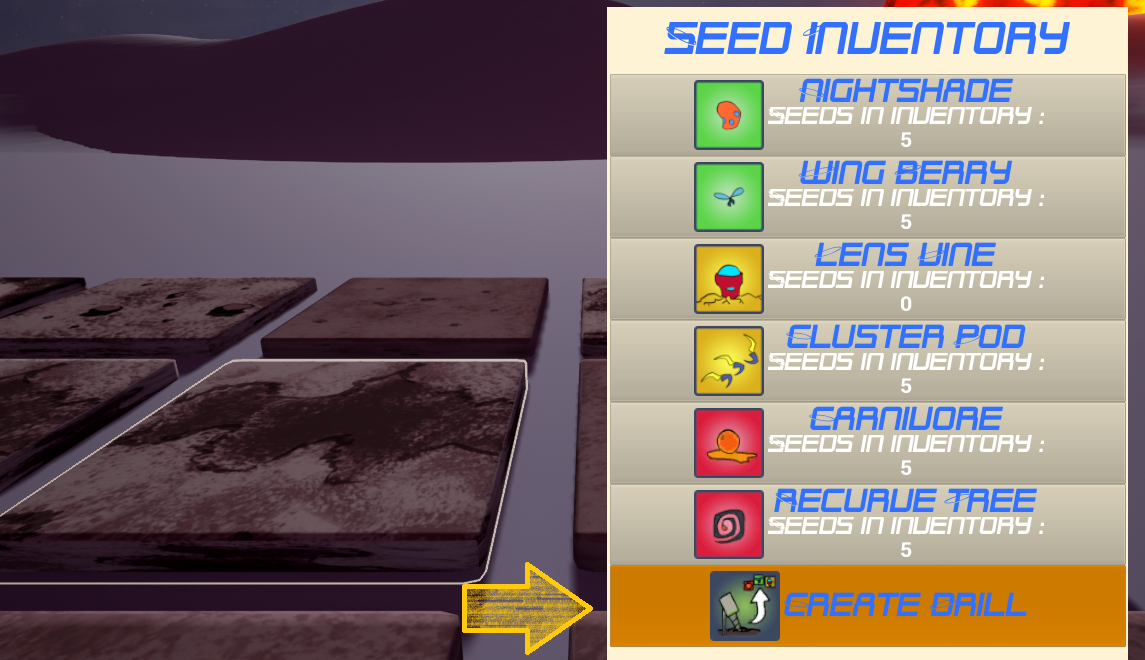 SEED INVENTORY
NIGHTSHADE
SEEDS IN INVENTORY :
5
WING BERRY
SEEDS IN INVENTORY :
5
LENS VINE
SEEDS IN INVENTORY :
0
CLUSTER POD
SEEDS IN INVENTORY :
5
CARNIVORE
SEEDS IN INVENTORY :
5
RECURVE TREE
SEEDS IN INVENTORY :
5
CREATE DRILL